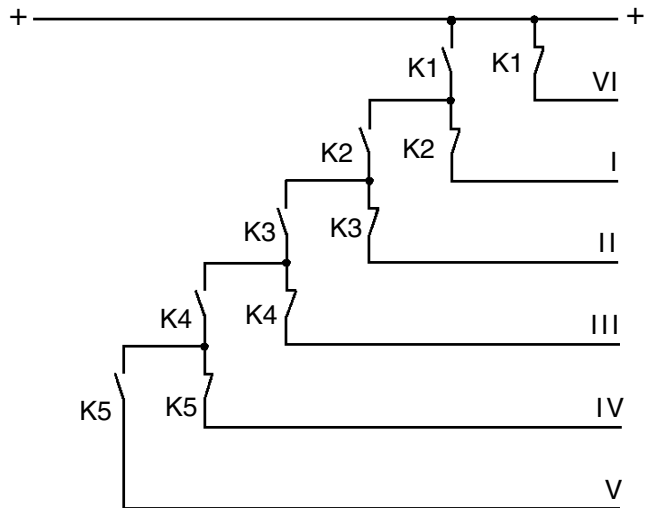 + +
K1 K1
VI
K2 K2
I
K3 K3
II
K4 K4
III
K5 K5
IV
V